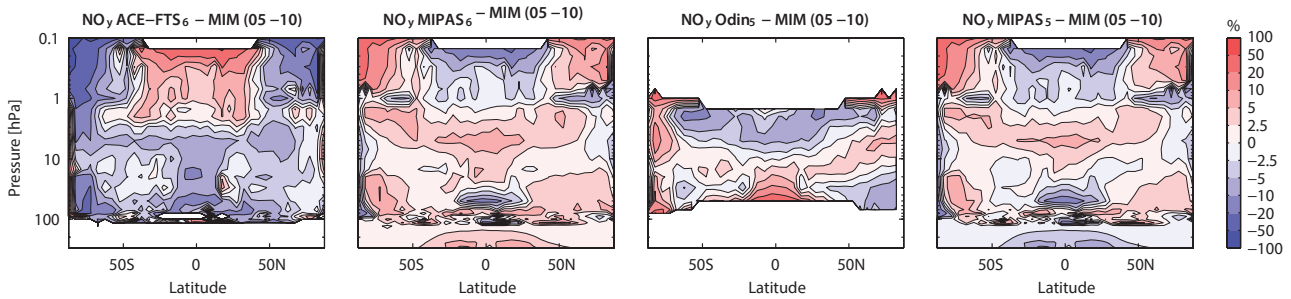 NOy ACE−FTS6 − MIM (05 −10)
NOy MIPAS6 − MIM (05 −10)
NOy Odin5 − MIM (05 −10)
NOy MIPAS5 − MIM (05 −10)
Pressure [hPa]
0.1
1
10
100
50S 0 50N
Latitude
50S 0 50N
Latitude
50S 0 50N
Latitude
50S 0 50N
Latitude
%
100
50
20
10
5
2.5
0
−2.5
−5
−10
−20
−50
−100